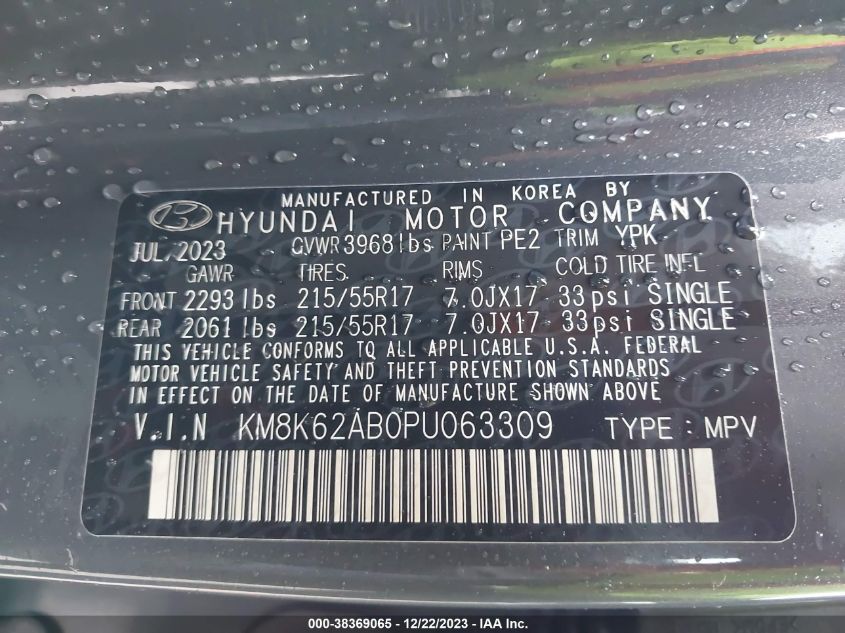 MANUFACTURED IN KOREA BY
HYUNDAI MOTOR COMPANY
JUL/2023 GVWR 3968lbs PAINT PE2 TRIM YPK
GAWR TIRES RIMS COLD TIRE INFL
FRONT 2293 lbs 215/55R17 7.0JX17 33psi SINGLE
REAR 2061 lbs 215/55R17 7.0JX17 33psi SINGLE
THIS VEHICLE CONFORMS TO ALL APPLICABLE U.S.A. FEDERAL
MOTOR VEHICLE SAFETY AND THEFT PREVENTION STANDARDS
IN EFFECT ON THE DATE OF MANUFACTURE SHOWN ABOVE
V.I.N KM8K62AB0PU063309 TYPE : MPV
000-38369065 - 12/22/2023 - IAA Inc.